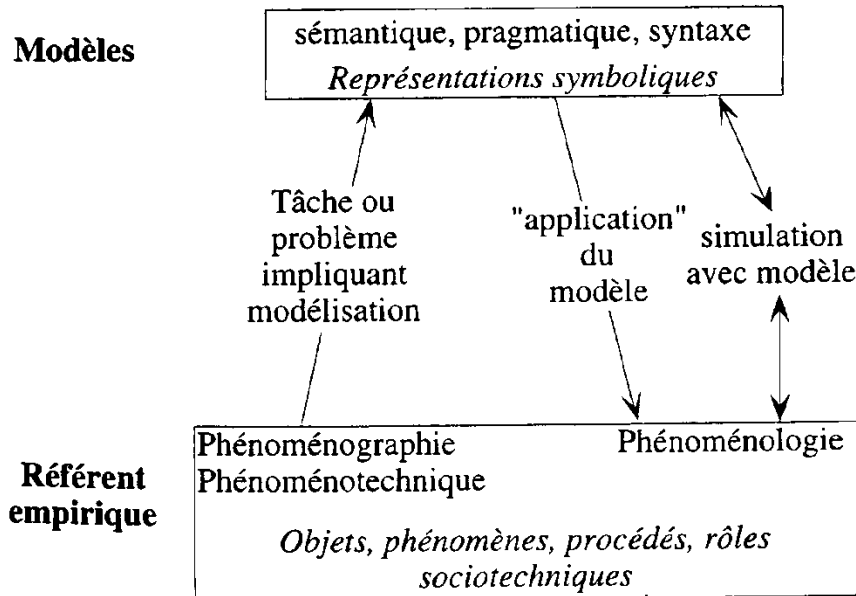 Modèles
sémantique, pragmatique, syntaxe
Représentations symboliques
Tâche ou
problème
impliquant
modélisation
"application"
du
modèle
simulation
avec modèle
Référent
empirique
Phénoménographie
Phénoménotechnique
Phénoménologie
Objets, phénomènes, procédés, rôles
sociotechniques